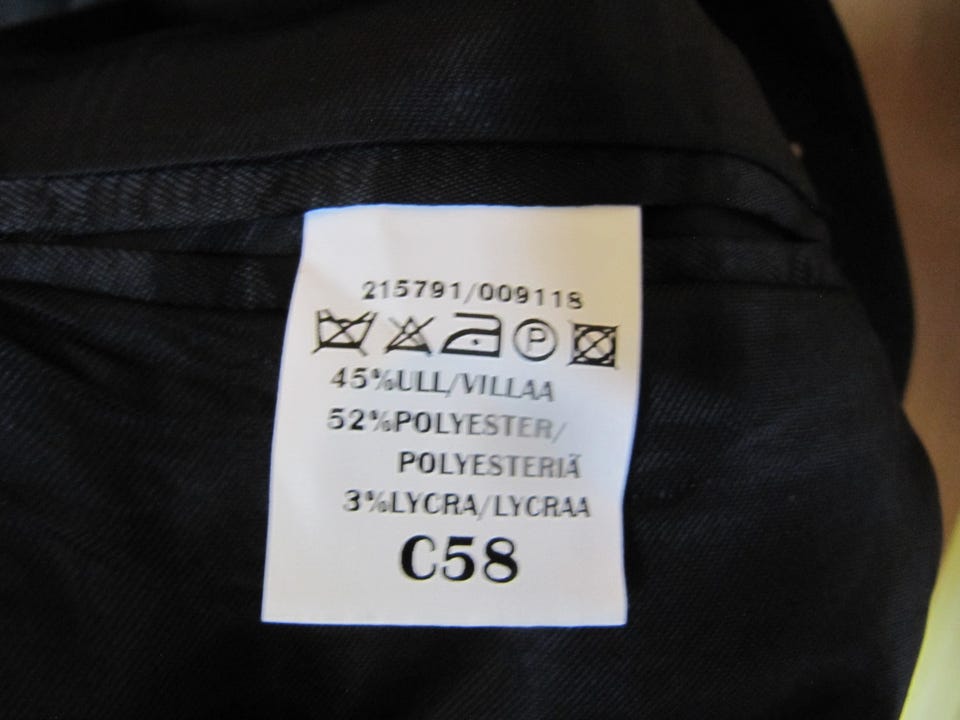 215791/009118
P
45%ULL/VILLAA
52%POLYESTER/
POLYESTERIÄ
3%LYCRA/LYCRAA
C58